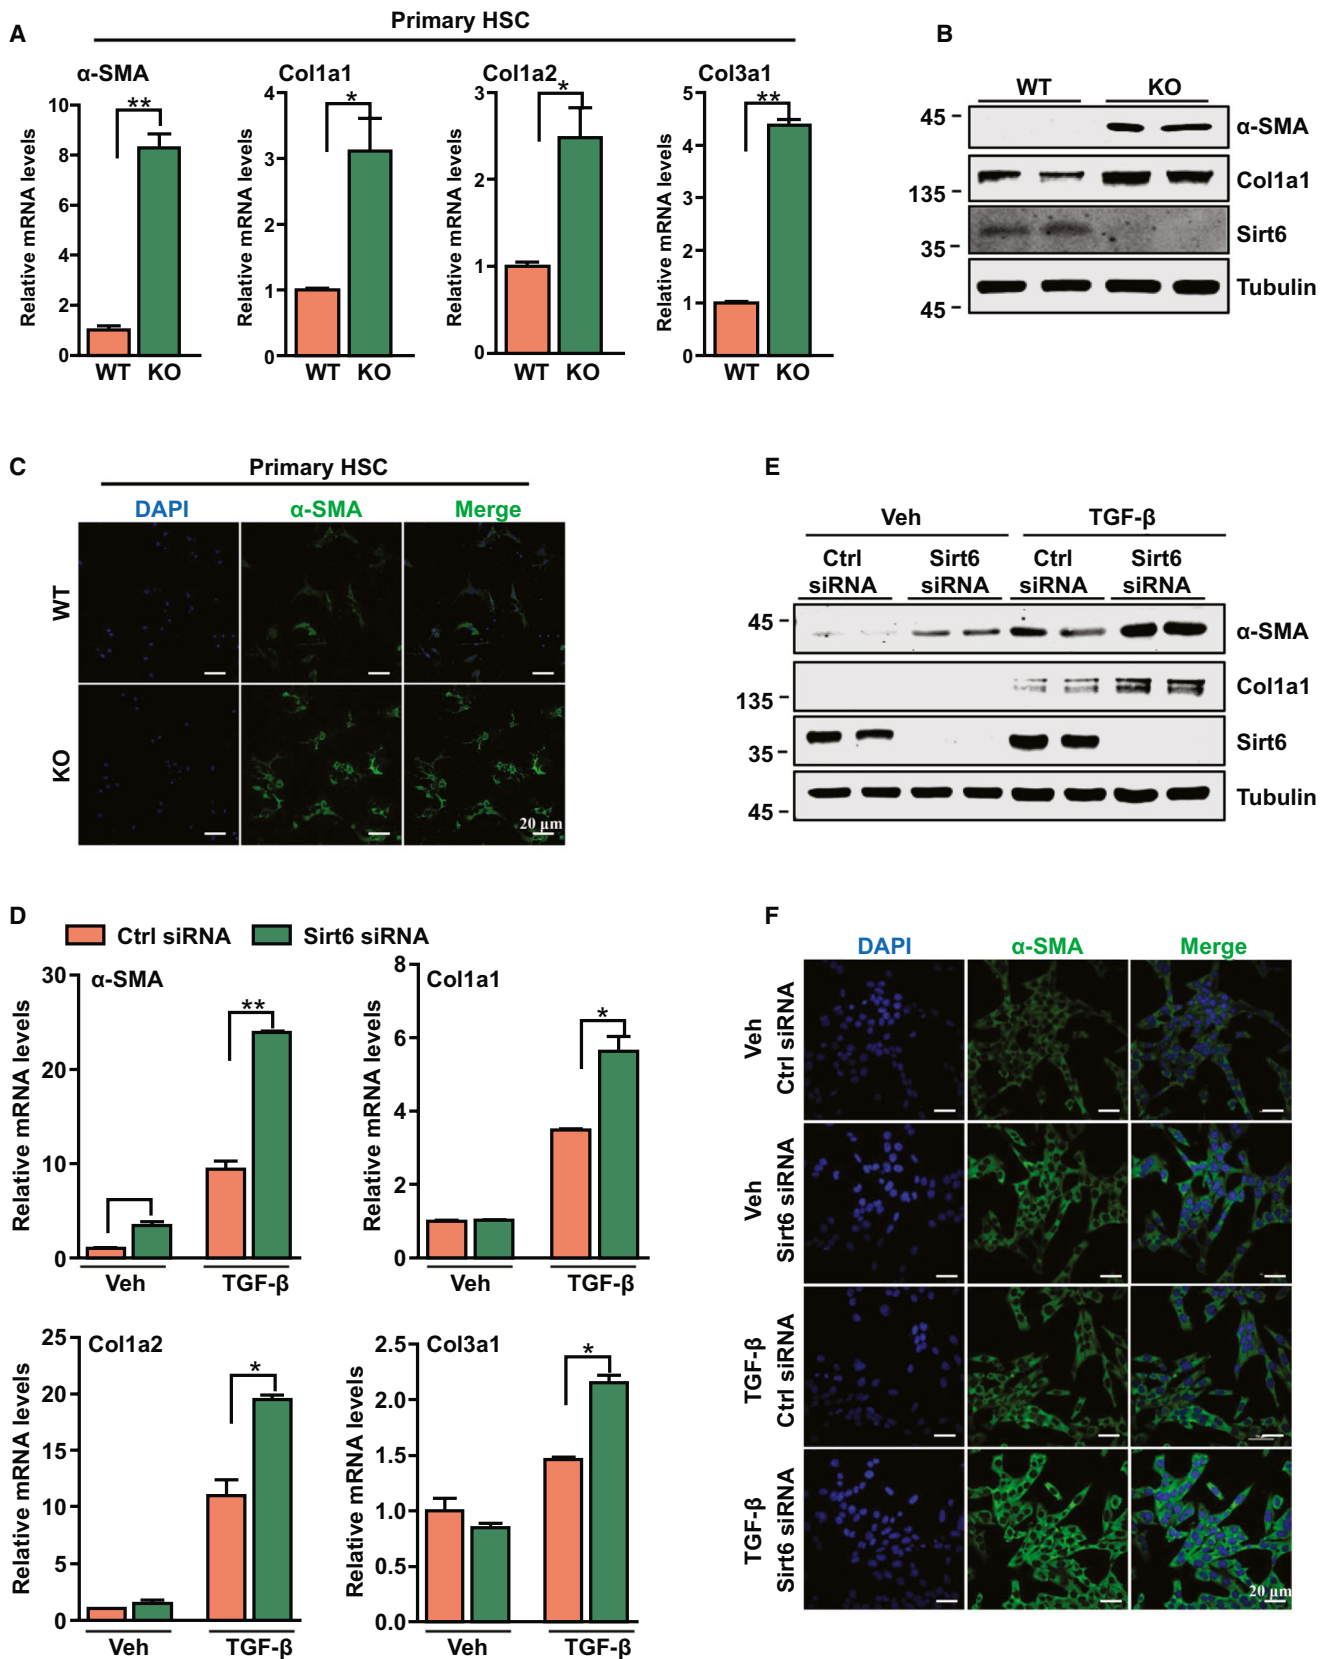 A
Primary HSC
α-SMA
Relative mRNA levels
10
8
6
4
2
0
**
WT KO
Col1a1
Relative mRNA levels
4
3
2
1
0
*
WT KO
Col1a2
Relative mRNA levels
3
2
1
0
*
WT KO
Col3a1
Relative mRNA levels
5
4
3
2
1
0
**
WT KO
B
WT KO
45
α-SMA
135
Col1a1
35
Sirt6
45
Tubulin
C
Primary HSC
DAPI α-SMA Merge
WT
KO
20 μm
E
Veh TGF-β
Ctrl siRNA
Sirt6 siRNA
Ctrl siRNA
Sirt6 siRNA
45
α-SMA
135
Col1a1
35
Sirt6
45
Tubulin
D
Ctrl siRNA Sirt6 siRNA
α-SMA
Relative mRNA levels
30
20
10
0
**
Veh TGF-β
Col1a1
Relative mRNA levels
8
6
4
2
0
*
Veh TGF-β
Col1a2
Relative mRNA levels
25
20
15
10
5
0
*
Veh TGF-β
Col3a1
Relative mRNA levels
2.5
2.0
1.5
1.0
0.5
0.0
*
Veh TGF-β
F
DAPI α-SMA Merge
Veh
Ctrl siRNA
Veh
Sirt6 siRNA
TGF-β
Ctrl siRNA
TGF-β
Sirt6 siRNA
20 μm